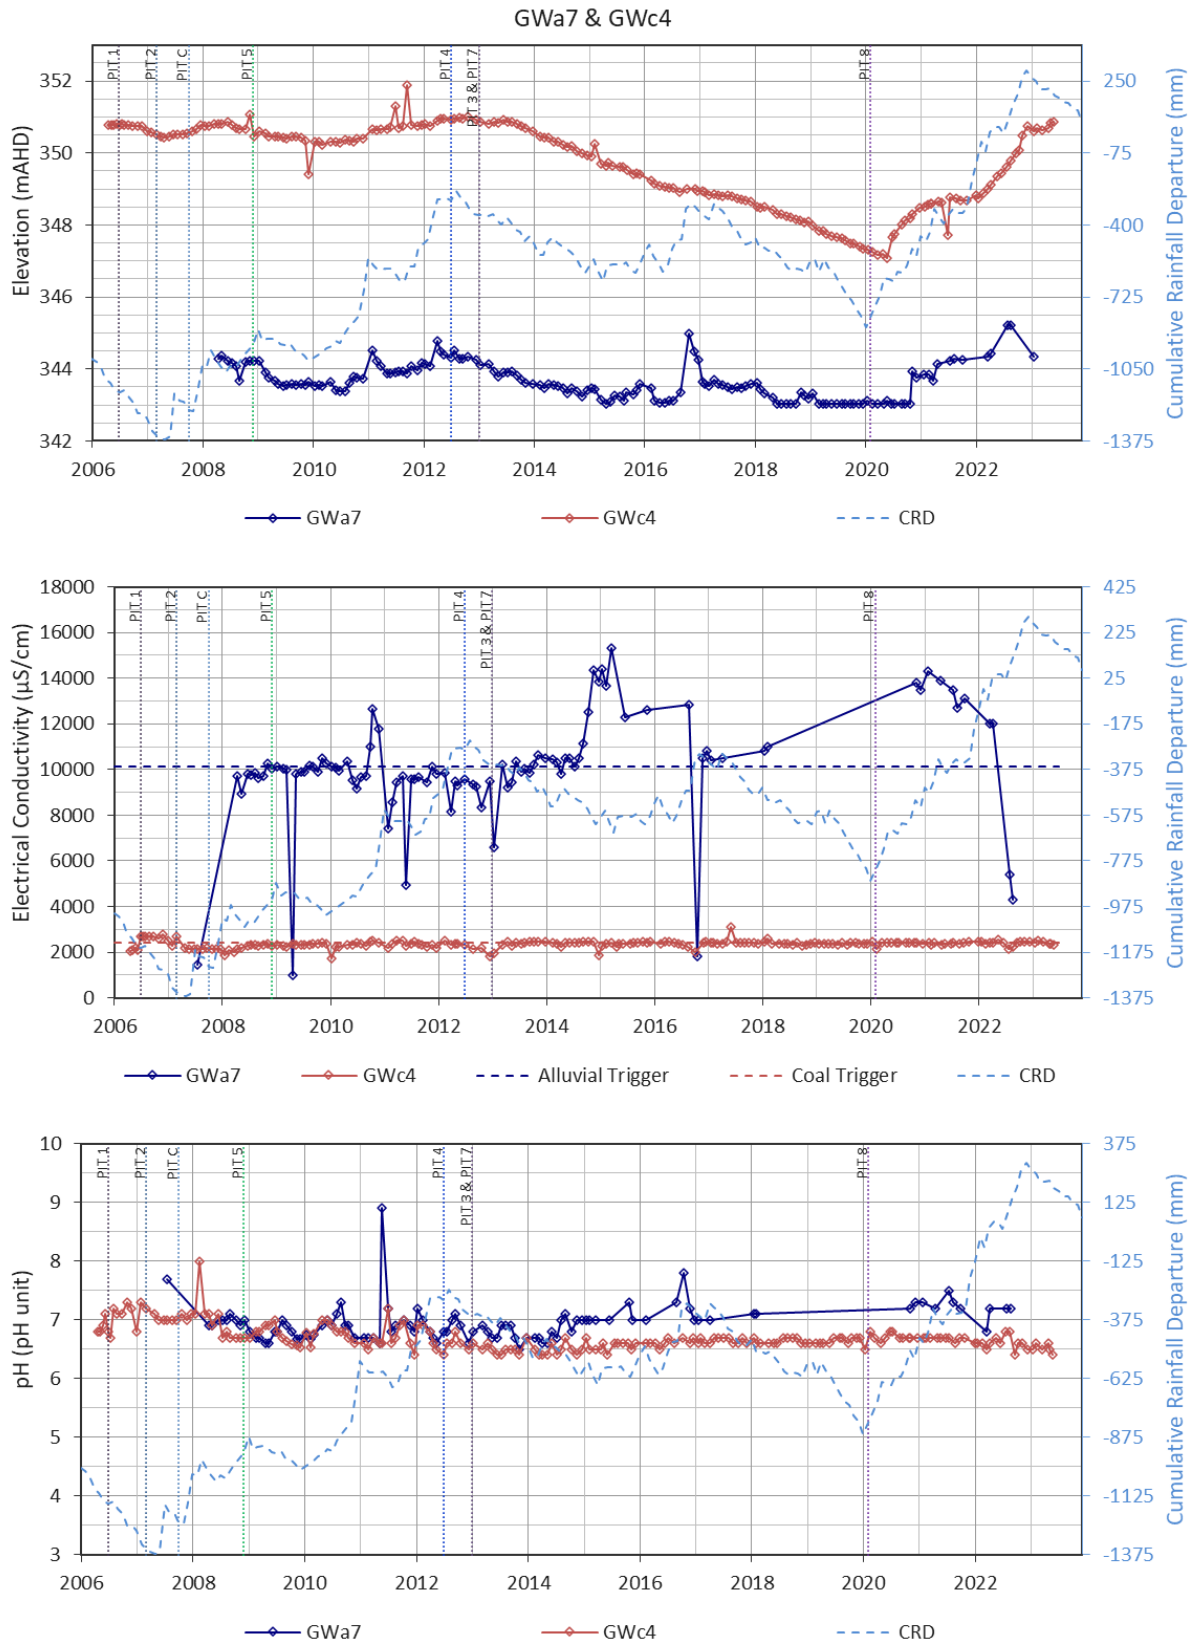 GWa7 & GWc4
PIT 1
PIT 2
PIT C
PIT 5
PIT 4
PIT 3 & PIT7
PIT 8
Elevation (mAHD)
352
350
348
346
344
342
250
-75
-400
-725
-1050
-1375
Cumulative Rainfall Departure (mm)
2006 2008 2010 2012 2014 2016 2018 2020 2022
GWa7 GWc4 CRD
PIT 1
PIT 2
PIT C
PIT 5
PIT 4
PIT 3 & PIT7
PIT 8
Electrical Conductivity (µS/cm)
18000
16000
14000
12000
10000
8000
6000
4000
2000
0
425
225
25
-175
-375
-575
-775
-975
-1175
-1375
Cumulative Rainfall Departure (mm)
2006 2008 2010 2012 2014 2016 2018 2020 2022
GWa7 GWc4 Alluvial Trigger Coal Trigger CRD
PIT 1
PIT 2
PIT C
PIT 5
PIT 4
PIT 3 & PIT7
PIT 8
pH (pH unit)
10
9
8
7
6
5
4
3
375
125
-125
-375
-625
-875
-1125
-1375
Cumulative Rainfall Departure (mm)
2006 2008 2010 2012 2014 2016 2018 2020 2022
GWa7 GWc4 CRD